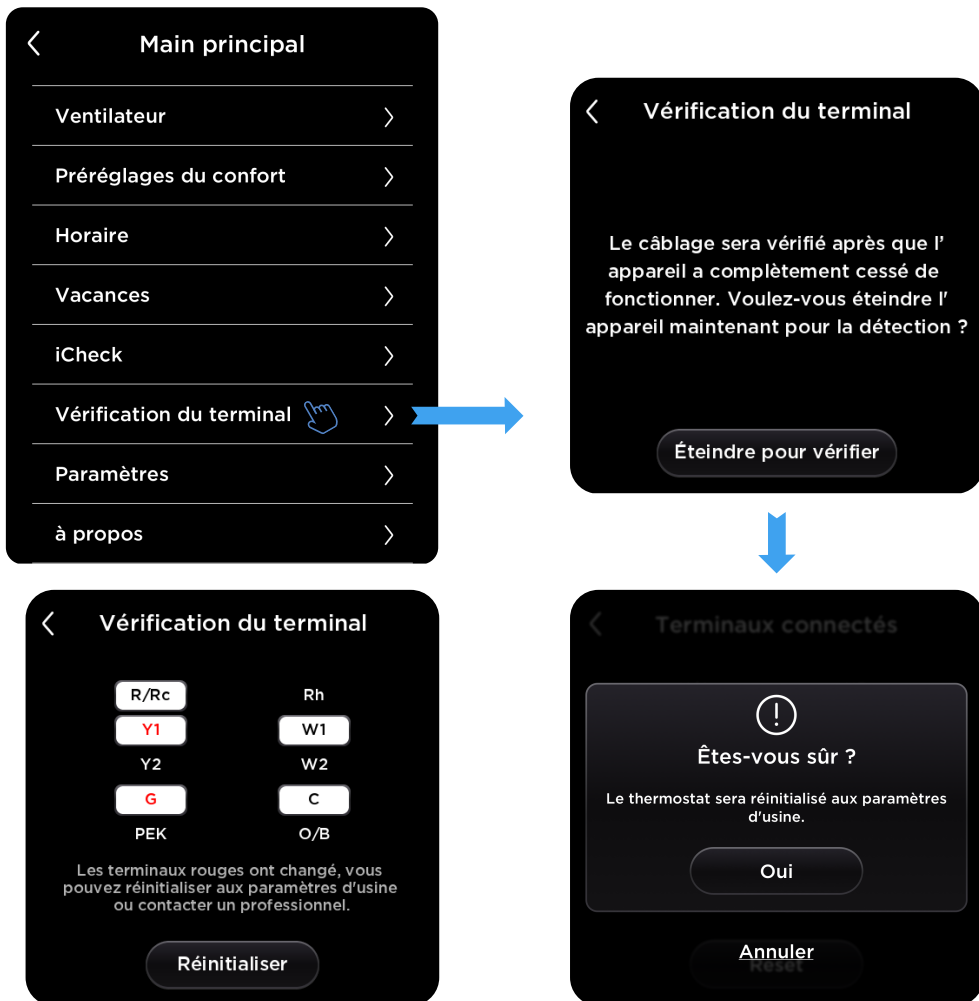 Main principal
Ventilateur
Préréglages du confort
Horaire
Vacances
iCheck
Vérification du terminal
Paramètres
à propos
Vérification du terminal
Le câblage sera vérifié après que l'
appareil a complètement cessé de
fonctionner. Voulez-vous éteindre l'
appareil maintenant pour la détection ?
Éteindre pour vérifier
Vérification du terminal
R/Rc Rh
Y1 W1
Y2 W2
G C
PEK O/B
Les terminaux rouges ont changé, vous
pouvez réinitialiser aux paramètres d'usine
ou contacter un professionnel.
Réinitialiser
Terminaux connectés
Êtes-vous sûr ?
Le thermostat sera réinitialisé aux paramètres
d'usine.
Oui
Annuler
Reset